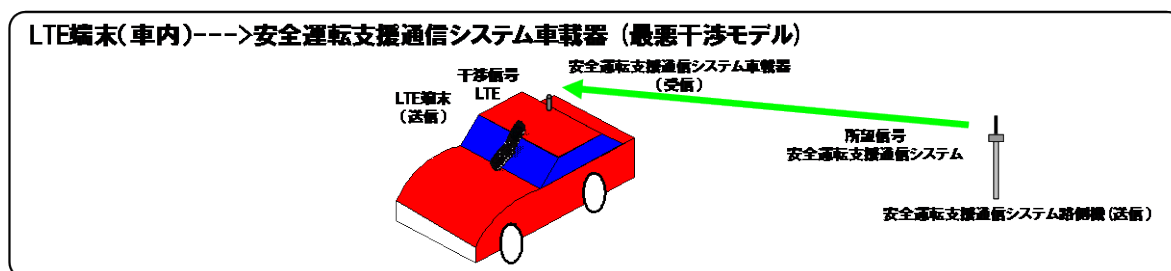 LTE端末(車内)--->安全運転支援通信システム車載器 (最悪干渉モデル)
安全運転支援通信システム車載器
(受信)
干渉信号
LTE
LTE端末
(送信)
所望信号
安全運転支援通信システム
安全運転支援通信システム路側機(送信)